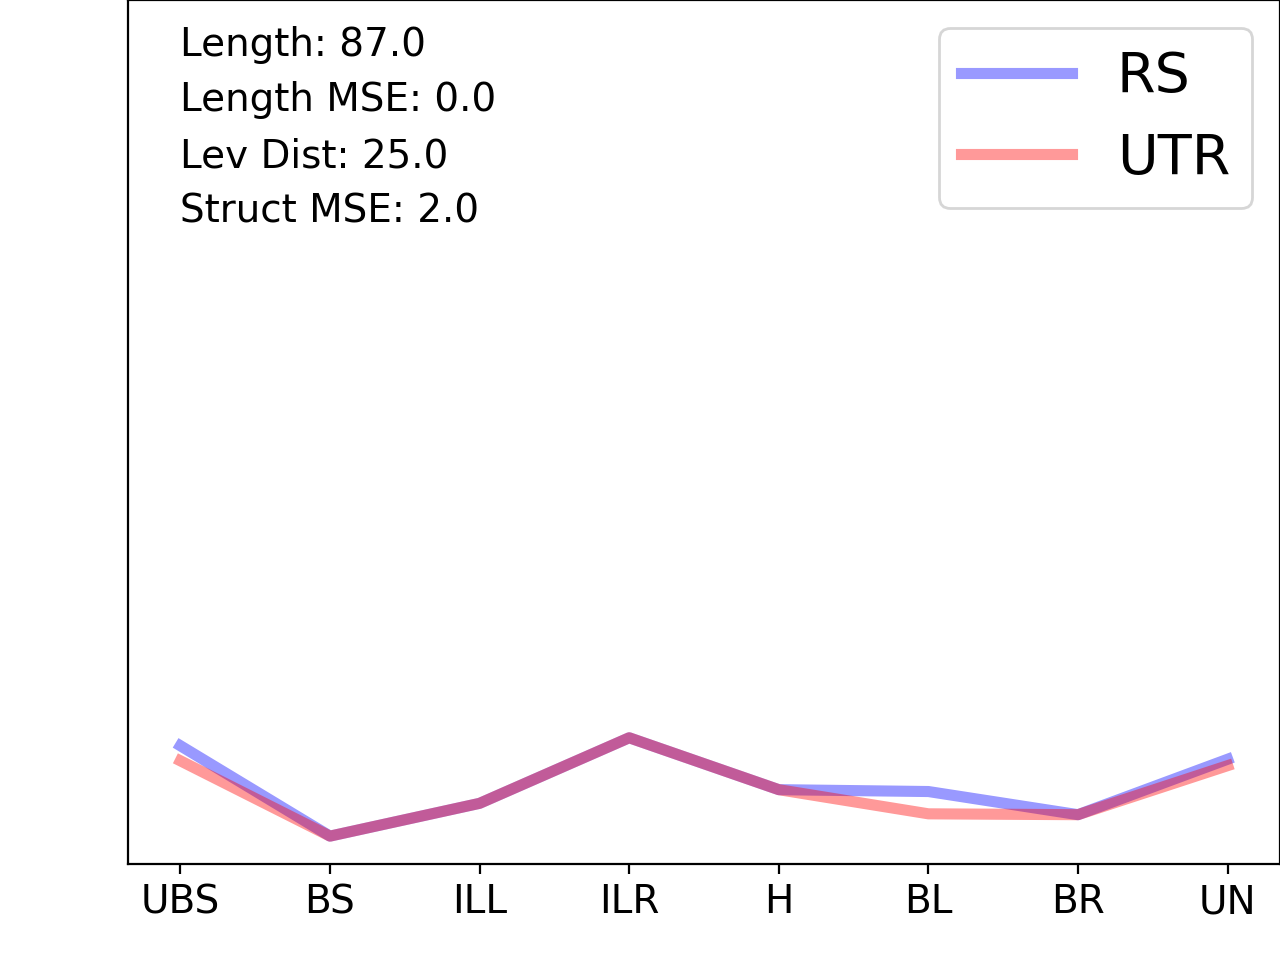 Length: 87.0
Length MSE: 0.0
Lev Dist: 25.0
Struct MSE: 2.0
RS
UTR
UBS BS ILL ILR H BL BR UN